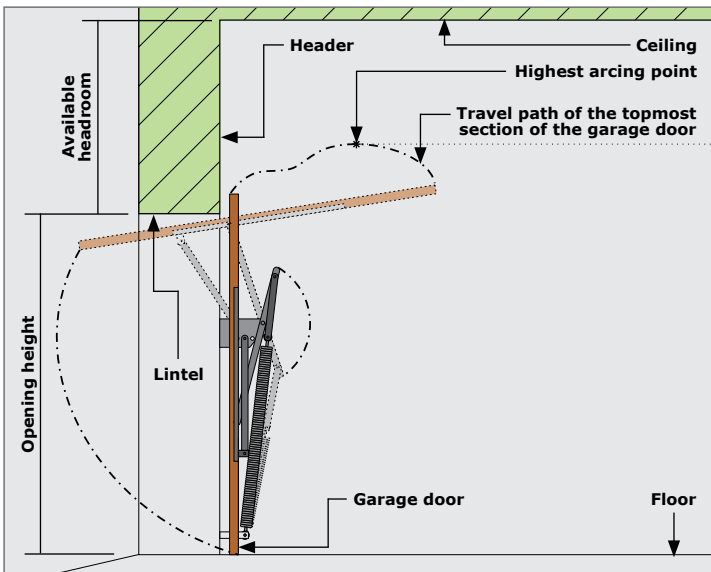 Available
headroom
Header
Ceiling
Highest arcing point
Travel path of the topmost
section of the garage door
Opening height
Lintel
Garage door
Floor